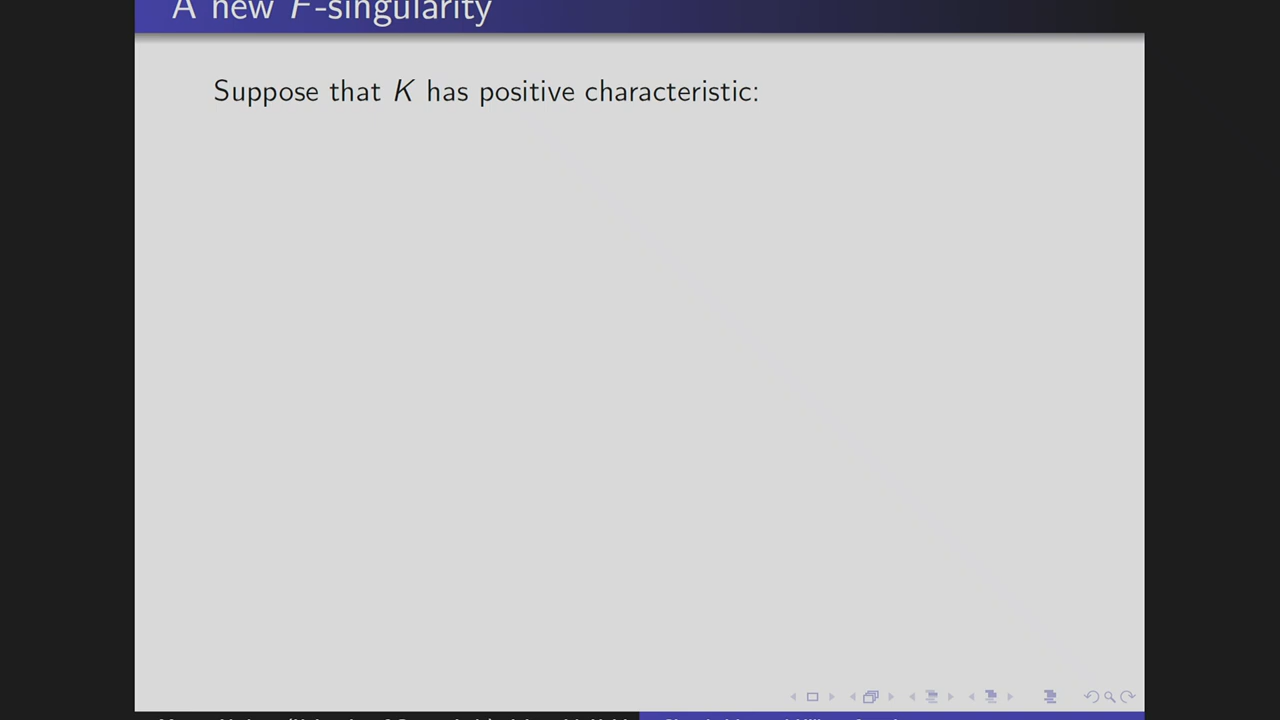 A new F-singularity
Suppose that K has positive characteristic: